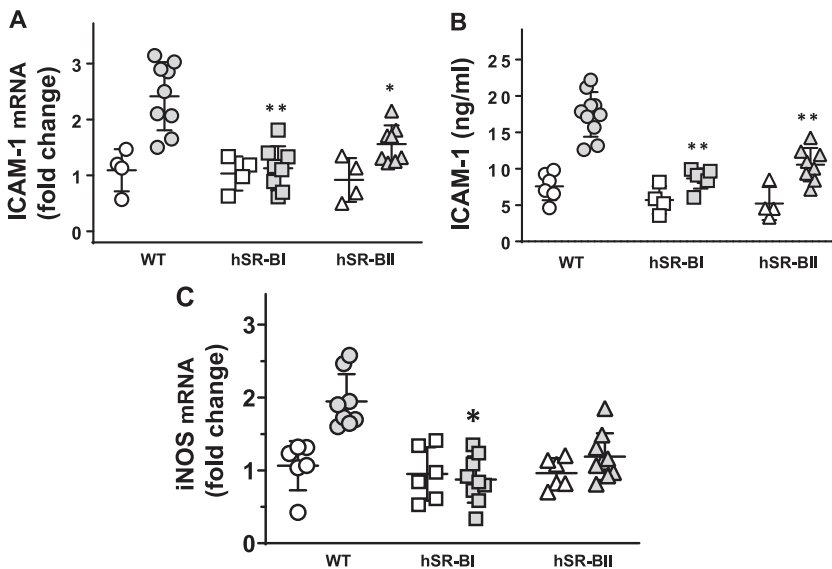 A
ICAM-1 mRNA
(fold change)
3
2
1
0
**
*
WT
hSR-BI
hSR-BII
B
ICAM-1 (ng/ml)
25
20
15
10
5
0
**
**
WT
hSR-BI
hSR-BII
C
iNOS mRNA
(fold change)
3
2
1
0
*
WT
hSR-BI
hSR-BII